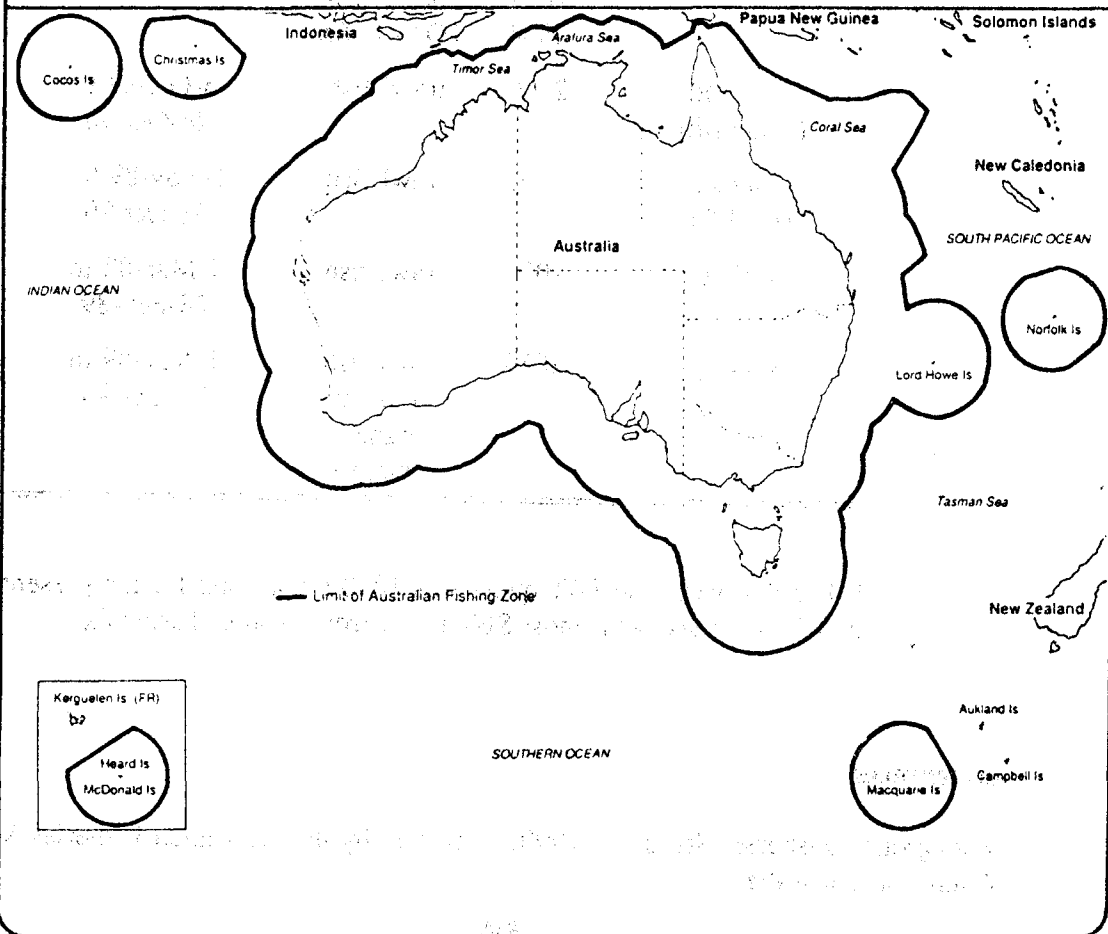 Indonesia
Papua New Guinea
Solomon Islands
Arafura Sea
Christmas Is
Timor Sea
Cocos Is
Coral Sea
New Caledonia
SOUTH PACIFIC OCEAN
Australia
INDIAN OCEAN
Norfolk Is
Lord Howe Is
Tasman Sea
Limit of Australian Fishing Zone
New Zealand
Kerguelen Is (FR)
Heard Is
McDonald Is
SOUTHERN OCEAN
Aukland Is
Campbell Is
Macquarie Is